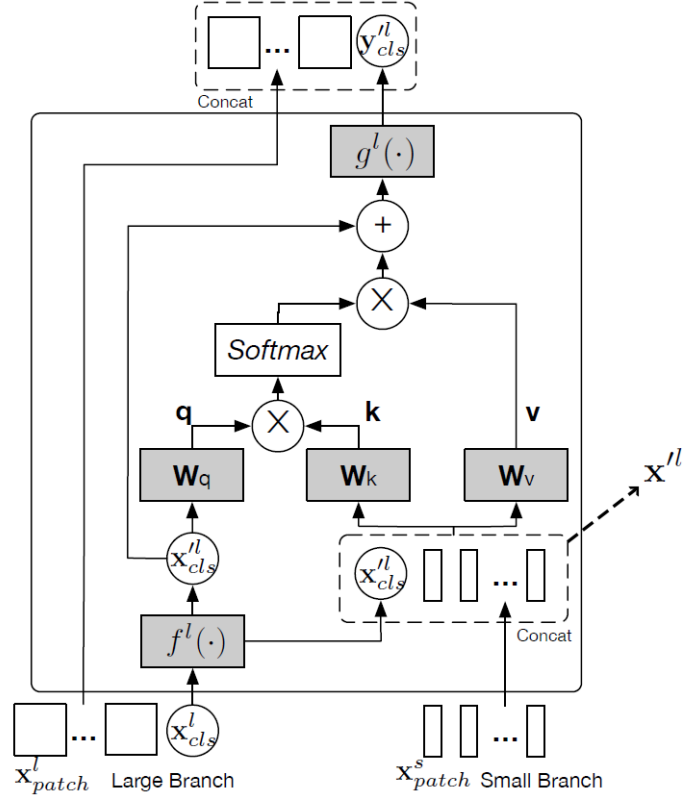 ... y'^l_cls
Concat
g^l(·)
+
X
Softmax
q X k v
W_q W_k W_v
x'^l
x'^l_cls x'^l_cls ...
Concat
f^l(·)
... x^l_cls ...
x^l_patch Large Branch x^s_patch Small Branch